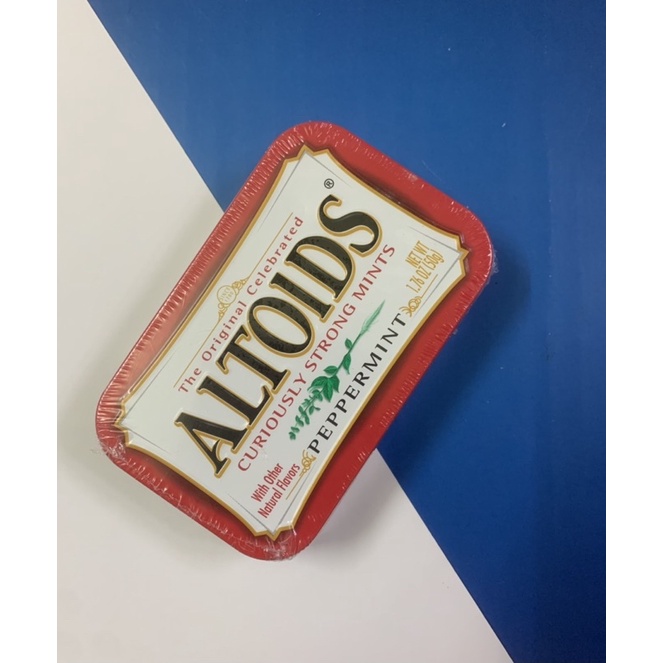 The Original Celebrated
ALTOIDS®
CURIOUSLY STRONG MINTS
PEPPERMINT
With Other
Natural Flavors
NET WT
1.76 OZ (50g)